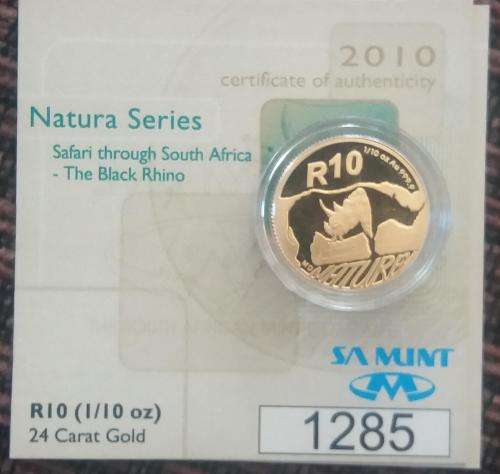 2010
certificate of authenticity
Natura Series
Safari through South Africa
- The Black Rhino
R10
1/10 oz Au 999.9
NATURA
SA MINT
R10 (1/10 oz)
24 Carat Gold
1285